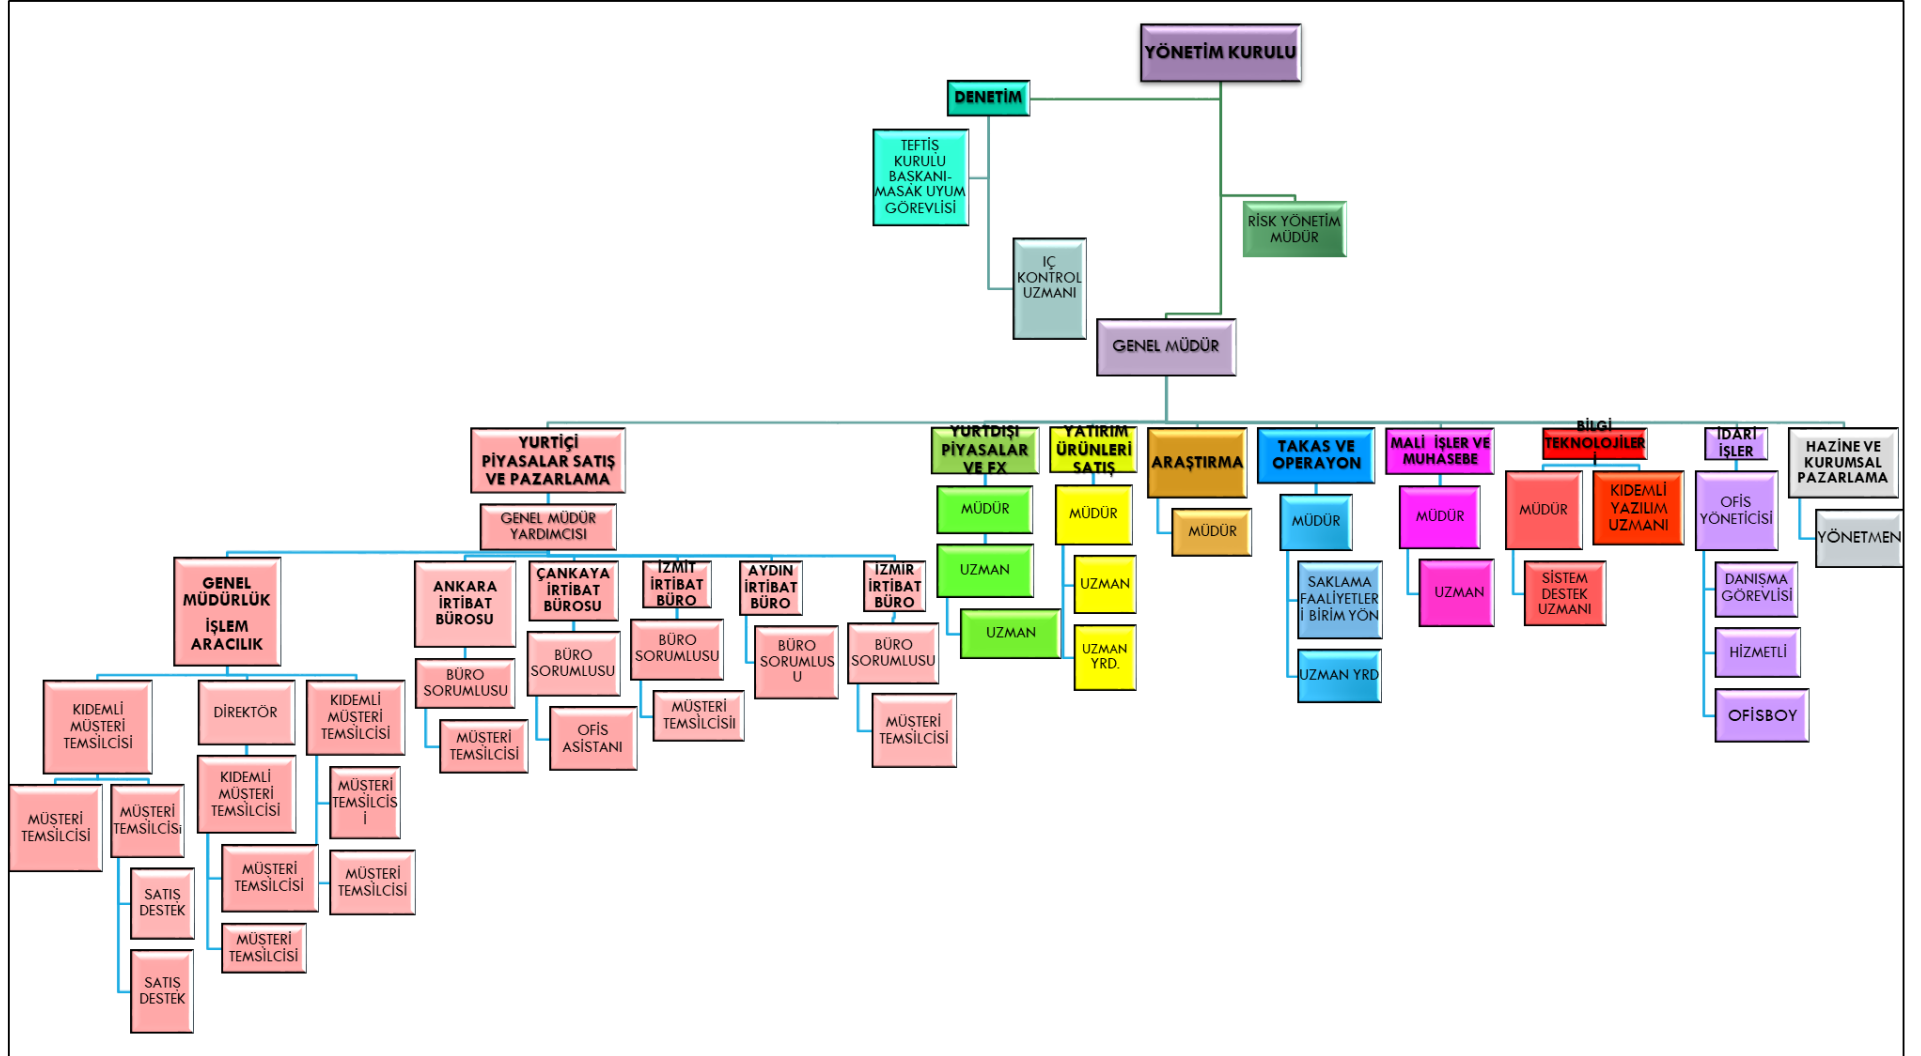 YÖNETİM KURULU
DENETİM
TEFTİŞ
KURULU
BAŞKANI-
MASAK UYUM
GÖREVLİSİ
RİSK YÖNETİM
MÜDÜR
IÇ
KONTROL
UZMANI
GENEL MÜDÜR
YURTİÇİ
PİYASALAR SATIŞ
VE PAZARLAMA
GENEL MÜDÜR
YARDIMCISI
YURTDIŞI
PİYASALAR
VE FX
MÜDÜR
UZMAN
UZMAN
YATIRIM
ÜRÜNLERİ
SATIŞ
MÜDÜR
UZMAN
UZMAN
YRD.
ARAŞTIRMA
MÜDÜR
TAKAS VE
OPERAYON
MÜDÜR
SAKLAMA
FAALİYETLER
İ BİRİM YÖN
UZMAN YRD
MALİ İŞLER VE
MUHASEBE
MÜDÜR
UZMAN
BİLGİ
TEKNOLOJİLER
İ
MÜDÜR
SİSTEM
DESTEK
UZMANI
KIDEMLİ
YAZILIM
UZMANI
İDARİ
İŞLER
OFİS
YÖNETİCİSİ
DANIŞMA
GÖREVLİSİ
HİZMETLİ
OFİSBOY
HAZİNE VE
KURUMSAL
PAZARLAMA
YÖNETMEN
GENEL
MÜDÜRLÜK
İŞLEM
ARACILIK
KIDEMLİ
MÜŞTERİ
TEMSİLCİSİ
MÜŞTERİ
TEMSİLCİSİ
MÜŞTERİ
TEMSİLCİSi
SATIŞ
DESTEK
SATIŞ
DESTEK
DİREKTÖR
KIDEMLİ
MÜŞTERİ
TEMSİLCİSİ
MÜŞTERİ
TEMSİLCİSİ
MÜŞTERİ
TEMSİLCİSİ
KIDEMLİ
MÜŞTERİ
TEMSİLCİSİ
MÜŞTERİ
TEMSİLCİS
İ
MÜŞTERİ
TEMSİLCİSİ
ANKARA
İRTİBAT
BÜROSU
BÜRO
SORUMLUSU
MÜŞTERİ
TEMSİLCİSİ
ÇANKAYA
İRTİBAT
BÜROSU
BÜRO
SORUMLUSU
OFİS
ASİSTANI
İZMİT
İRTİBAT
BÜRO
BÜRO
SORUMLUSU
MÜŞTERİ
TEMSİLCİSİI
AYDIN
İRTİBAT
BÜRO
BÜRO
SORUMLUS
U
İZMİR
İRTİBAT
BÜRO
BÜRO
SORUMLUSU
MÜŞTERİ
TEMSİLCİSİ